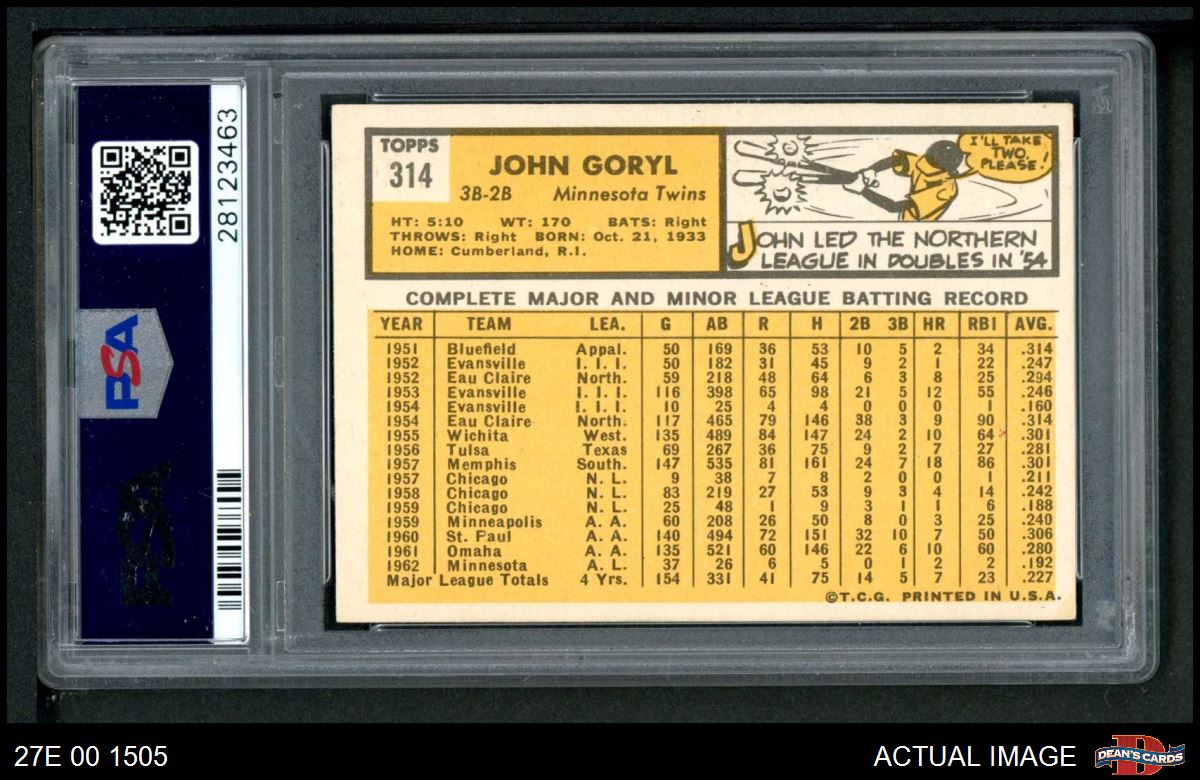 28123463
PSA
TOPPS
314
JOHN GORYL
3B-2B Minnesota Twins
HT: 5:10 WT: 170 BATS: Right
THROWS: Right BORN: Oct. 21, 1933
HOME: Cumberland, R.I.
I'LL TAKE
TWO,
PLEASE!
JOHN LED THE NORTHERN
LEAGUE IN DOUBLES IN '54
COMPLETE MAJOR AND MINOR LEAGUE BATTING RECORD
YEAR TEAM LEA. G AB R H 2B 3B HR RBI AVG.
1951 Bluefield Appal. 50 169 36 53 10 5 2 34 .314
1952 Evansville I. I. I. 50 182 31 45 9 2 1 22 .247
1952 Eau Claire North. 59 218 48 64 6 3 8 25 .294
1953 Evansville I. I. I. 116 398 65 98 21 5 12 55 .246
1954 Evansville I. I. I. 10 25 4 4 0 0 0 1 .160
1954 Eau Claire North. 117 465 79 146 38 3 9 90 .314
1955 Wichita West. 135 489 84 147 24 2 10 64 .301
1956 Tulsa Texas 69 267 36 75 9 2 7 27 .281
1957 Memphis South. 147 535 81 161 24 7 18 86 .301
1957 Chicago N. L. 9 38 7 8 2 0 0 1 .211
1958 Chicago N. L. 83 219 27 53 9 3 4 14 .242
1959 Chicago N. L. 25 48 1 9 3 1 1 6 .188
1959 Minneapolis A. A. 60 208 26 50 8 0 3 25 .240
1960 St. Paul A. A. 140 494 72 151 32 10 7 50 .306
1961 Omaha A. A. 135 521 60 146 22 6 10 60 .280
1962 Minnesota A. L. 37 26 6 5 0 1 2 2 .192
Major League Totals 4 Yrs. 154 331 41 75 14 5 7 23 .227
©T.C.G. PRINTED IN U.S.A.
27E 00 1505
ACTUAL IMAGE
DEAN'S CARDS